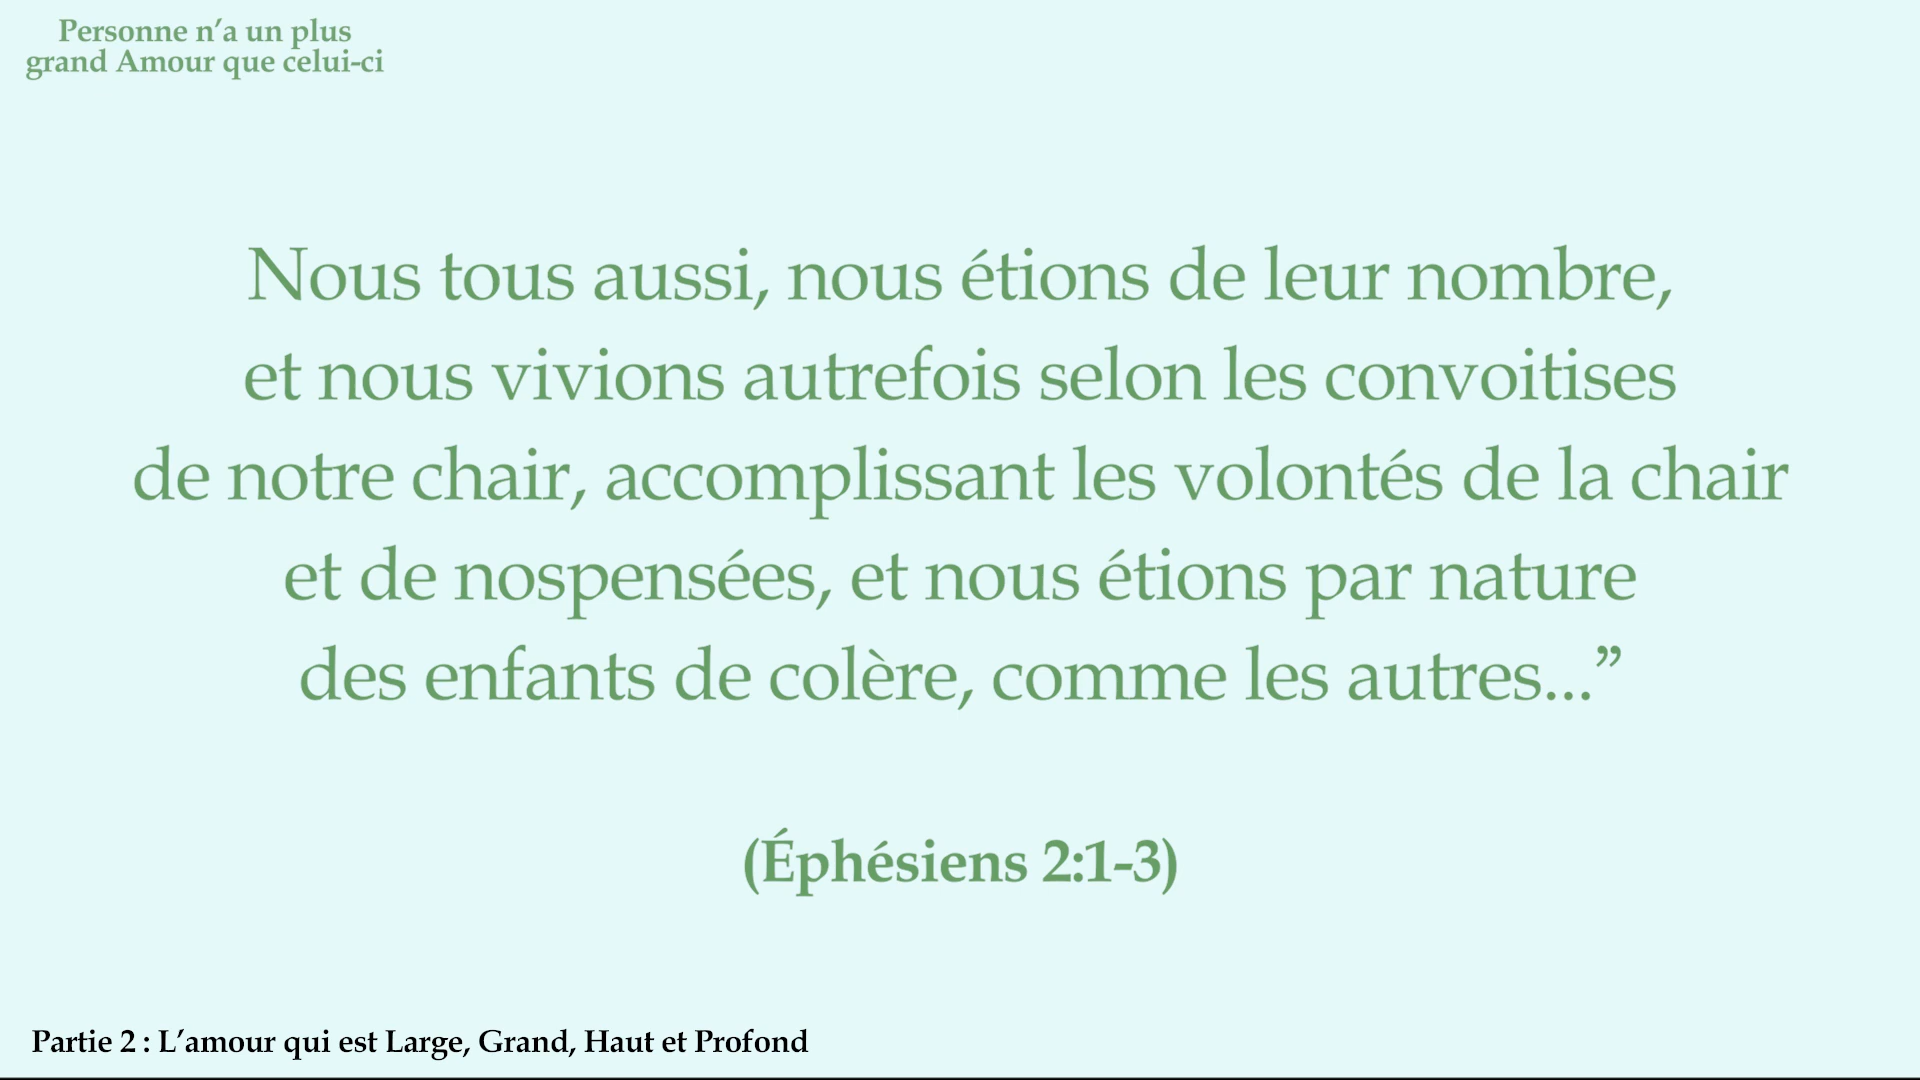 Personne n’a un plus
grand Amour que celui-ci
Nous tous aussi, nous étions de leur nombre,
et nous vivions autrefois selon les convoitises
de notre chair, accomplissant les volontés de la chair
et de nospensées, et nous étions par nature
des enfants de colère, comme les autres...”
(Éphésiens 2:1-3)
Partie 2 : L’amour qui est Large, Grand, Haut et Profond